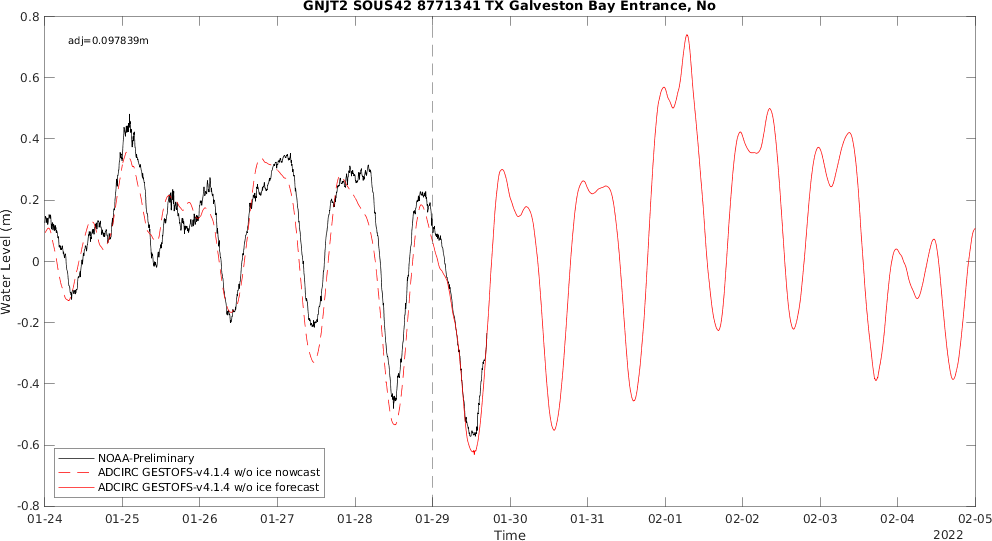 GNJT2 SOUS42 8771341 TX Galveston Bay Entrance, No
adj=0.097839m
0.8
0.6
0.4
0.2
0
-0.2
-0.4
-0.6
-0.8
Water Level (m)
NOAA-Preliminary
ADCIRC GESTOFS-v4.1.4 w/o ice nowcast
ADCIRC GESTOFS-v4.1.4 w/o ice forecast
01-24 01-25 01-26 01-27 01-28 01-29 01-30 01-31 02-01 02-02 02-03 02-04 02-05
Time
2022